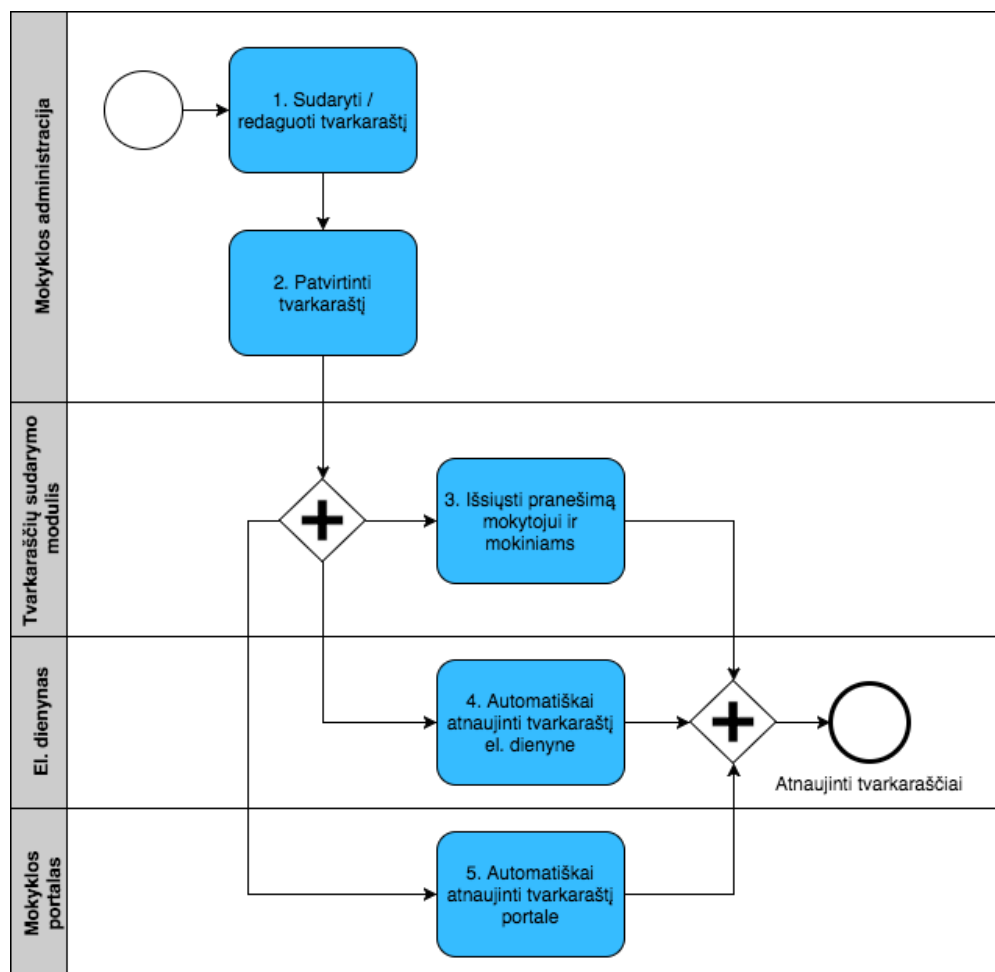 Mokyklos administracija
1. Sudaryti /
redaguoti tvarkaraštį
2. Patvirtinti
tvarkaraštį
Tvarkaraščių sudarymo
modulis
3. Išsiųsti pranešimą
mokytojui ir
mokiniams
El. dienynas
4. Automatiškai
atnaujinti tvarkaraštį
el. dienyne
Atnaujinti tvarkaraščiai
Mokyklos
portalas
5. Automatiškai
atnaujinti tvarkaraštį
portale